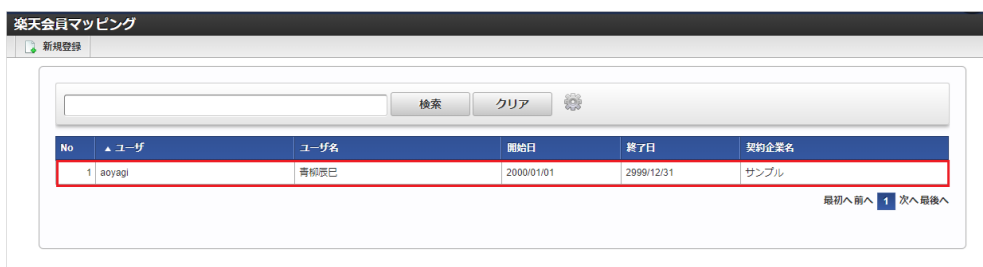 楽天会員マッピング
新規登録
検索 クリア
No ▲ ユーザ ユーザ名 開始日 終了日 契約企業名
1 aoyagi 青柳辰巳 2000/01/01 2999/12/31 サンプル
最初へ 前へ 1 次へ 最後へ